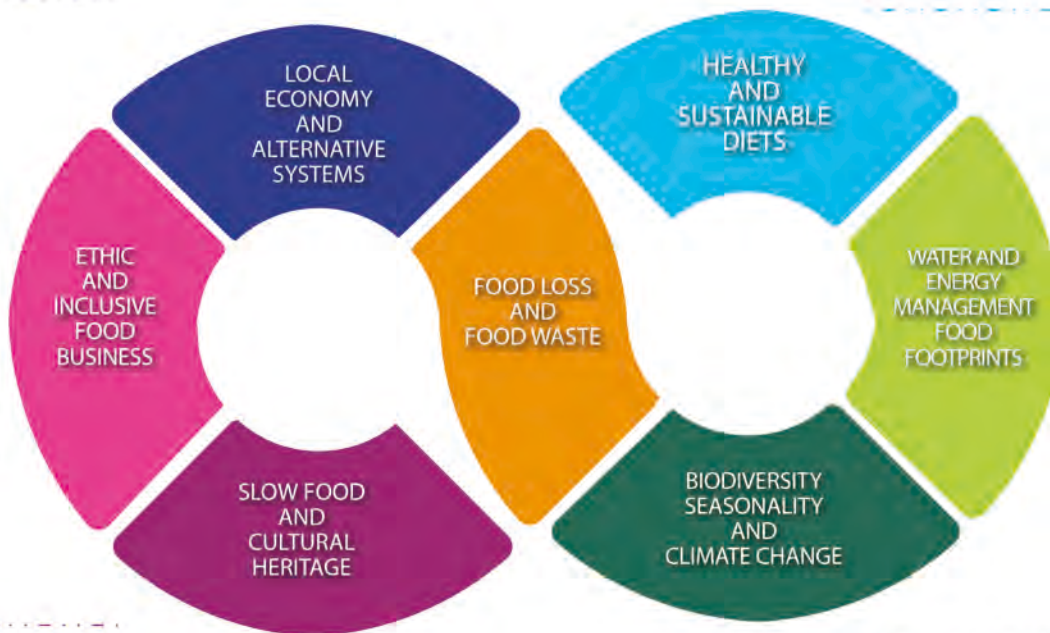 LOCAL
ECONOMY
AND
ALTERNATIVE
SYSTEMS
HEALTHY
AND
SUSTAINABLE
DIETS
ETHIC
AND
INCLUSIVE
FOOD
BUSINESS
FOOD LOSS
AND
FOOD WASTE
WATER AND
ENERGY
MANAGEMENT
FOOD
FOOTPRINTS
SLOW FOOD
AND
CULTURAL
HERITAGE
BIODIVERSITY
SEASONALITY
AND
CLIMATE CHANGE